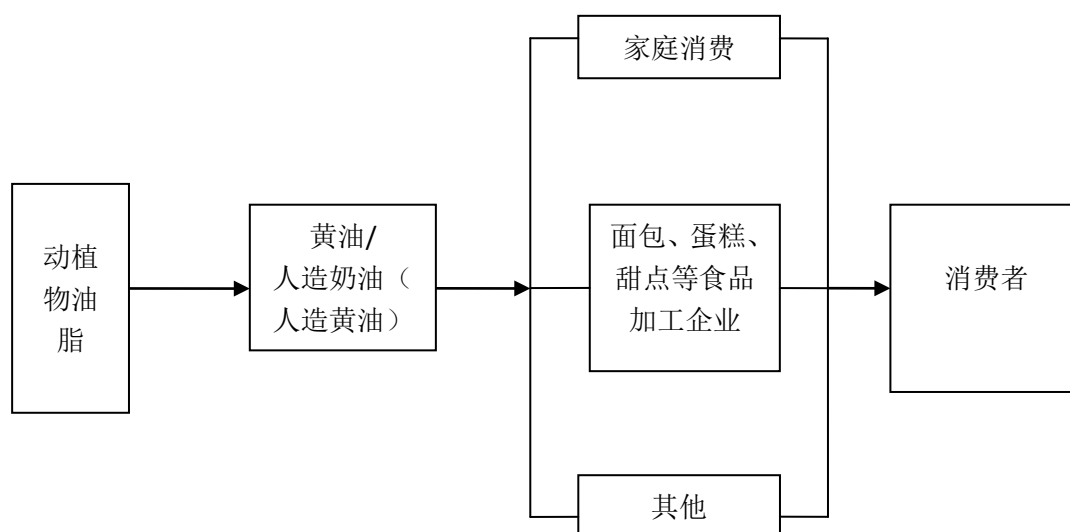 家庭消费
动植
物油
脂
黄油/
人造奶油（
人造黄油）
面包、蛋糕、
甜点等食品
加工企业
消费者
其他